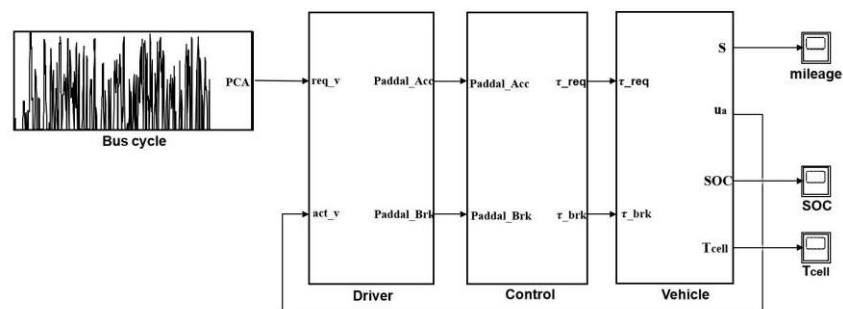 PCA
Bus cycle
req_v
act_v
Paddal_Acc
Paddal_Brk
Driver
Paddal_Acc
Paddal_Brk
τ_req
τ_brk
Control
τ_req
τ_brk
S
ua
SOC
Tcell
Vehicle
mileage
SOC
Tcell